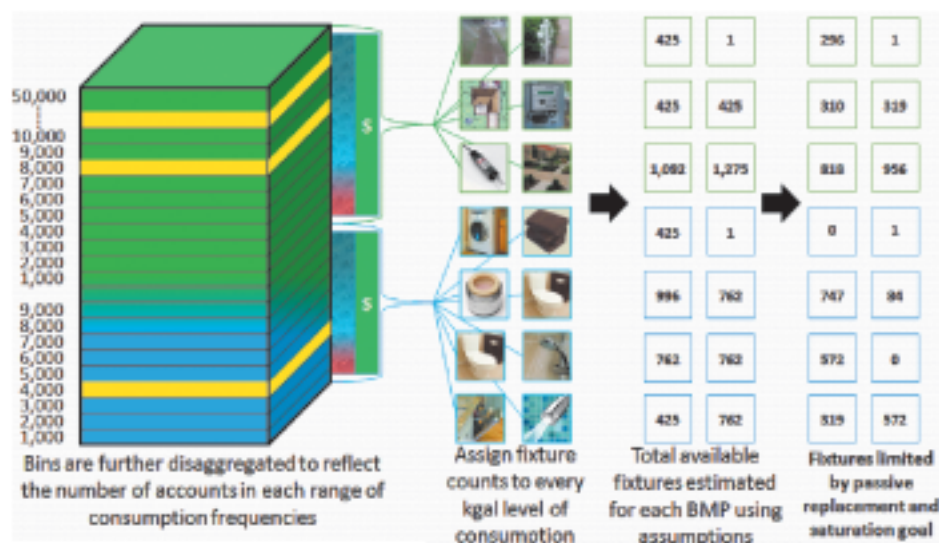 50,000
10,000
9,000
8,000
7,000
6,000
5,000
4,000
3,000
2,000
1,000
9,000
8,000
7,000
6,000
5,000
4,000
3,000
2,000
1,000
$
$
425 1 296 1
425 425 310 319
1,092 1,275 818 956
425 1 0 1
996 762 747 84
762 762 572 0
425 762 319 572
Bins are further disaggregated to reflect
the number of accounts in each range of
consumption frequencies
Assign fixture
counts to every
kgal level of
consumption
Total available
fixtures estimated
for each BMP using
assumptions
Fixtures limited
by passive
replacement and
saturation goal